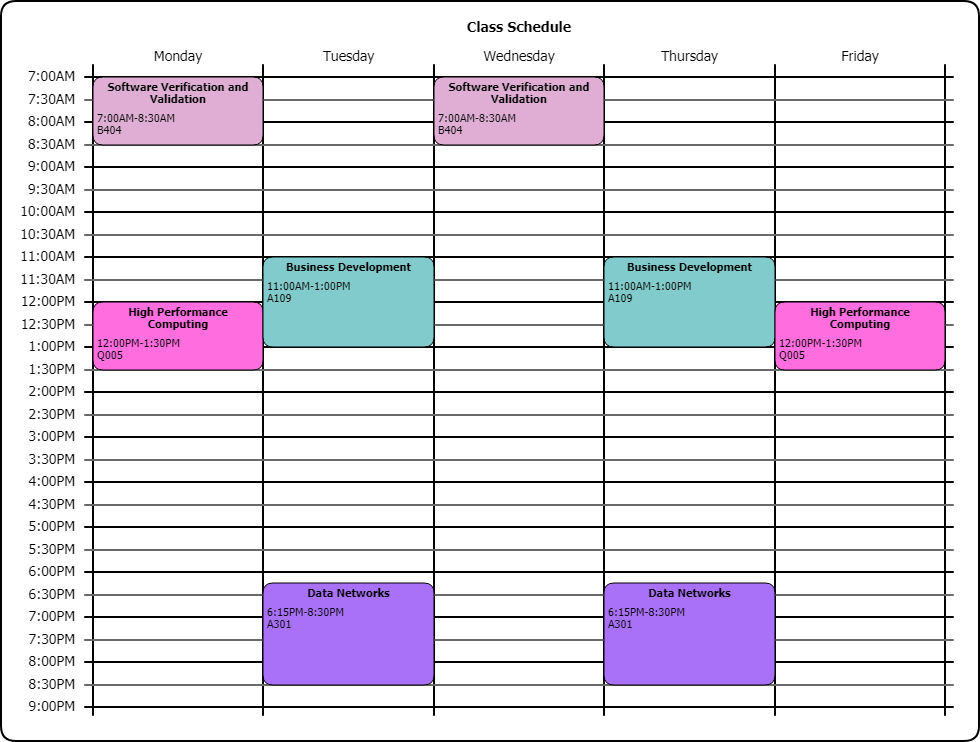 Class Schedule
Monday Tuesday Wednesday Thursday Friday
7:00AM
7:30AM
8:00AM
8:30AM
9:00AM
9:30AM
10:00AM
10:30AM
11:00AM
11:30AM
12:00PM
12:30PM
1:00PM
1:30PM
2:00PM
2:30PM
3:00PM
3:30PM
4:00PM
4:30PM
5:00PM
5:30PM
6:00PM
6:30PM
7:00PM
7:30PM
8:00PM
8:30PM
9:00PM
Software Verification and
Validation
7:00AM-8:30AM
B404
High Performance
Computing
12:00PM-1:30PM
Q005
Business Development
11:00AM-1:00PM
A109
Data Networks
6:15PM-8:30PM
A301
Software Verification and
Validation
7:00AM-8:30AM
B404
Business Development
11:00AM-1:00PM
A109
Data Networks
6:15PM-8:30PM
A301
High Performance
Computing
12:00PM-1:30PM
Q005